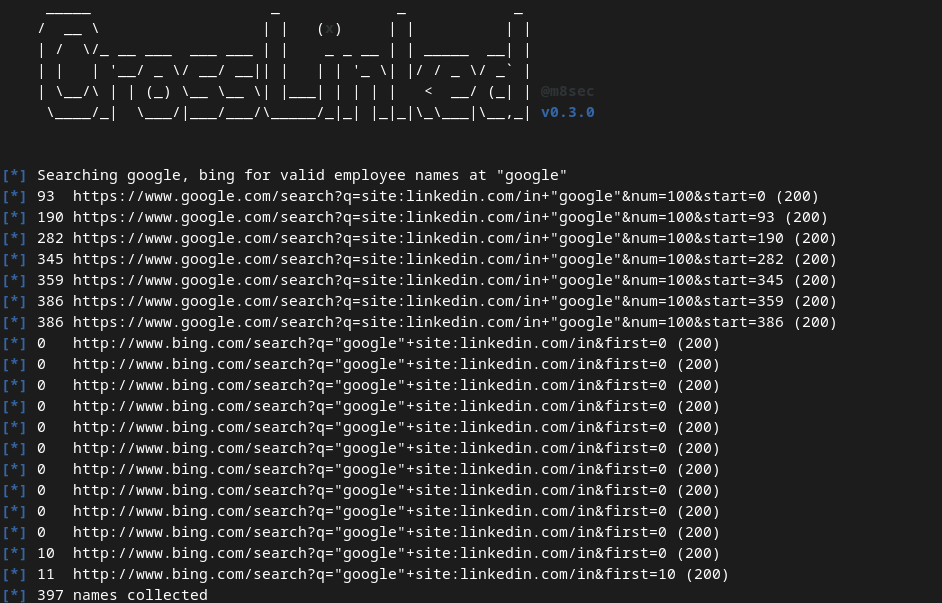 _____                    _             _            _
/  __ \                  | |   (x)     | |          | |
| /  \/_ __ ___  ___ ___ | |    _ _ __ | | _____  __| |
| |   | '__/ _ \/ __/ __|| |   | | '_ \| |/ / _ \/ _` |
| \__/\ | | (_) \__ \__ \| |___| | | | |   <  __/ (_| | @m8sec
 \____/_|  \___/|___/___/\_____/_|_| |_|_|\_\___|\__,_| v0.3.0
[*] Searching google, bing for valid employee names at "google"
[*] 93  https://www.google.com/search?q=site:linkedin.com/in+"google"&num=100&start=0 (200)
[*] 190 https://www.google.com/search?q=site:linkedin.com/in+"google"&num=100&start=93 (200)
[*] 282 https://www.google.com/search?q=site:linkedin.com/in+"google"&num=100&start=190 (200)
[*] 345 https://www.google.com/search?q=site:linkedin.com/in+"google"&num=100&start=282 (200)
[*] 359 https://www.google.com/search?q=site:linkedin.com/in+"google"&num=100&start=345 (200)
[*] 386 https://www.google.com/search?q=site:linkedin.com/in+"google"&num=100&start=359 (200)
[*] 386 https://www.google.com/search?q=site:linkedin.com/in+"google"&num=100&start=386 (200)
[*] 0   http://www.bing.com/search?q="google"+site:linkedin.com/in&first=0 (200)
[*] 0   http://www.bing.com/search?q="google"+site:linkedin.com/in&first=0 (200)
[*] 0   http://www.bing.com/search?q="google"+site:linkedin.com/in&first=0 (200)
[*] 0   http://www.bing.com/search?q="google"+site:linkedin.com/in&first=0 (200)
[*] 0   http://www.bing.com/search?q="google"+site:linkedin.com/in&first=0 (200)
[*] 0   http://www.bing.com/search?q="google"+site:linkedin.com/in&first=0 (200)
[*] 0   http://www.bing.com/search?q="google"+site:linkedin.com/in&first=0 (200)
[*] 0   http://www.bing.com/search?q="google"+site:linkedin.com/in&first=0 (200)
[*] 0   http://www.bing.com/search?q="google"+site:linkedin.com/in&first=0 (200)
[*] 0   http://www.bing.com/search?q="google"+site:linkedin.com/in&first=0 (200)
[*] 10  http://www.bing.com/search?q="google"+site:linkedin.com/in&first=0 (200)
[*] 11  http://www.bing.com/search?q="google"+site:linkedin.com/in&first=10 (200)
[*] 397 names collected